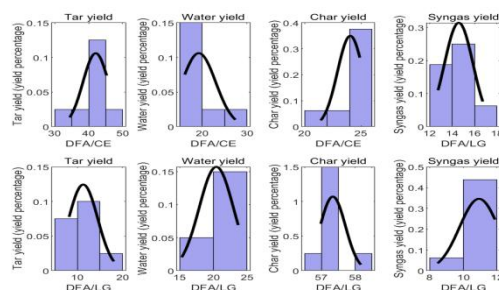 Tar yield
Tar yield (yield percentage)
0.15
0.1
0.05
0
30 40 50
DFA/CE
Water yield
Water yield (yield percentage)
0.15
0.1
0.05
0
20 30
DFA/CE
Char yield
Char yield (yield percentage)
0.4
0.2
0
20 25
DFA/CE
Syngas yield
Syngas yield (yield percentage)
0.3
0.2
0.1
0
12 14 16 18
DFA/LG
Tar yield
Tar yield (yield percentage)
0.15
0.1
0.05
0
10 20
DFA/LG
Water yield
Water yield (yield percentage)
0.15
0.1
0.05
0
15 20 25
DFA/LG
Char yield
Char yield (yield percentage)
1.5
1
0.5
0
57 58
DFA/LG
Syngas yield
Syngas yield (yield percentage)
0.5
0.4
0.3
0.2
0.1
0
8 10 12
DFA/LG